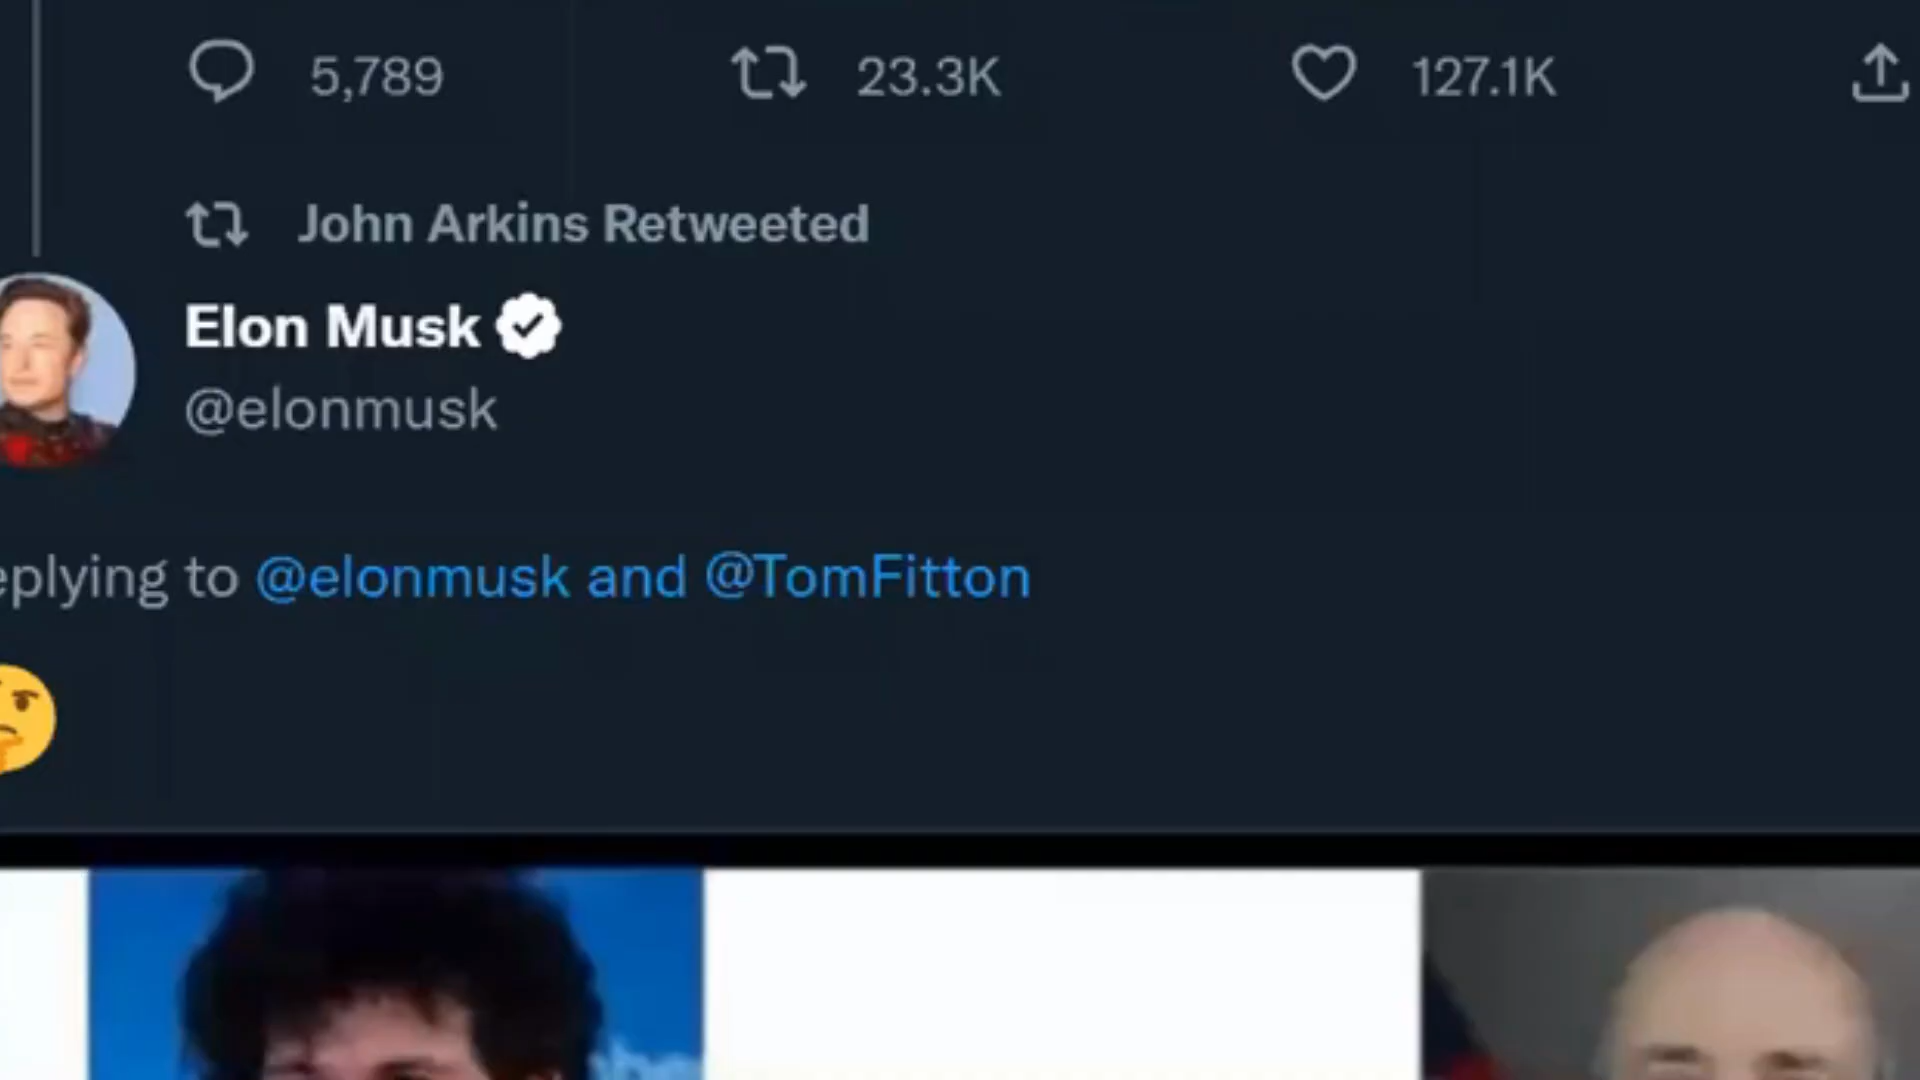 5,789 23.3K 127.1K
John Arkins Retweeted
Elon Musk
@elonmusk
eplying to @elonmusk and @TomFitton